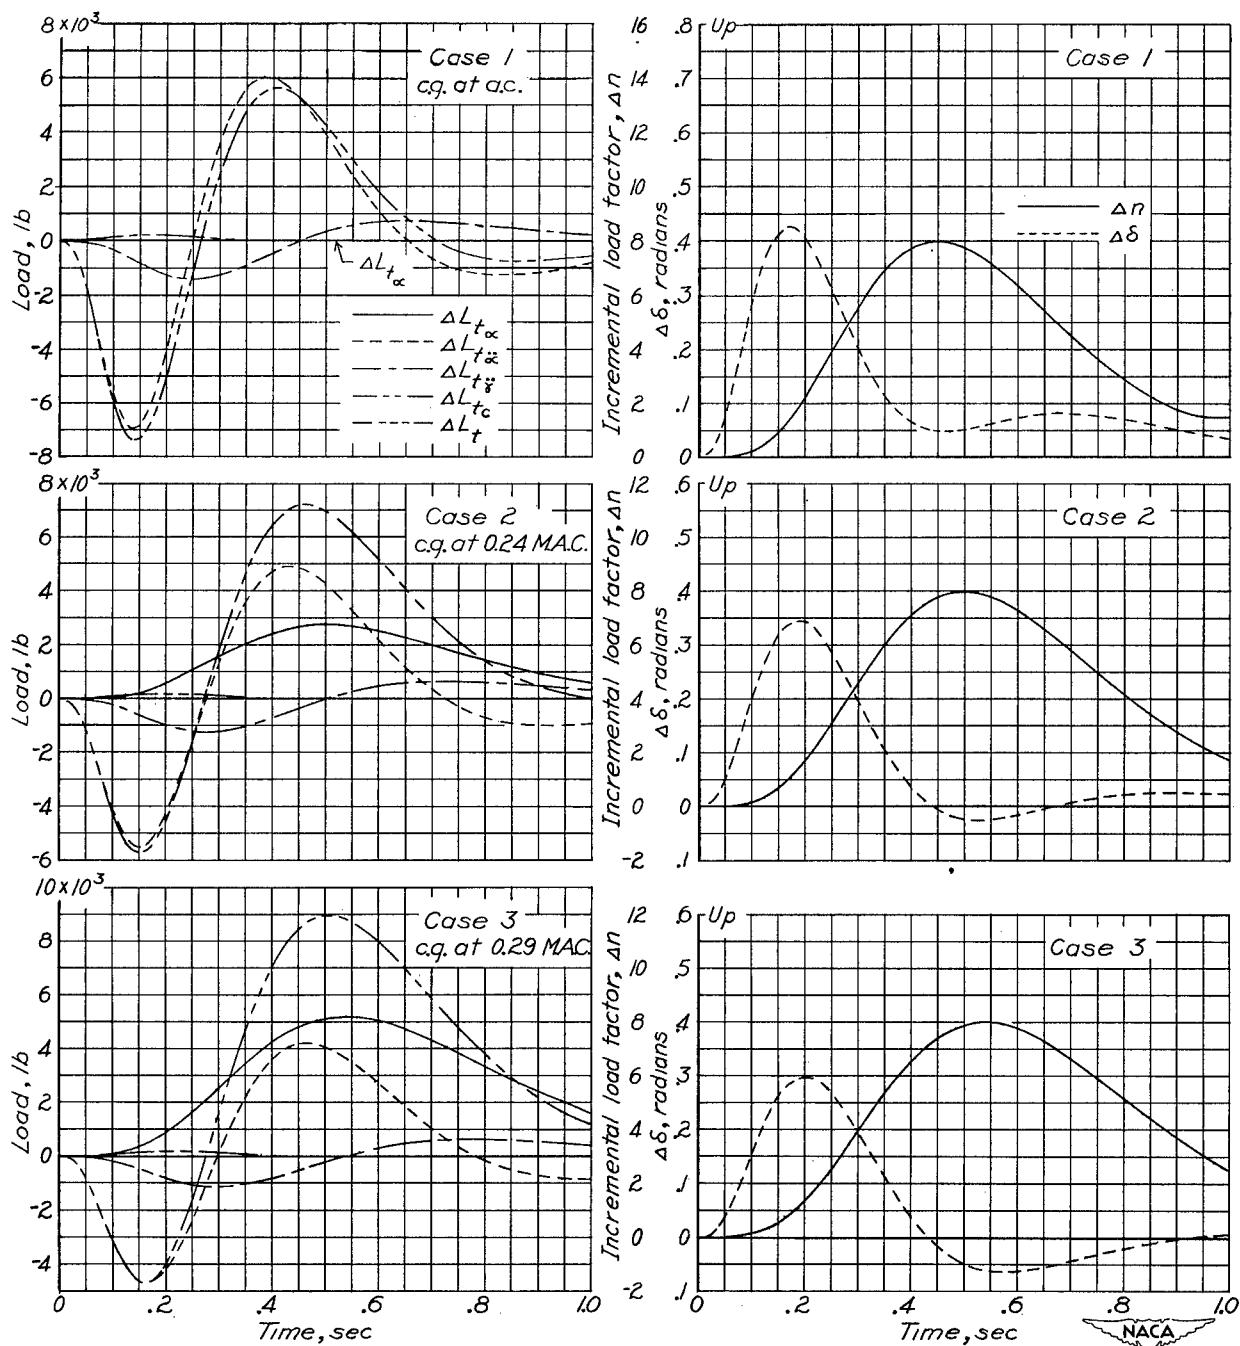 8×10³
6
4
2
0
-2
-4
-6
-8
Load, lb
Case 1
c.g. at a.c.
ΔL_tα
ΔL_tα
ΔL_tα̈
ΔL_tγ̈
ΔL_tc
ΔL_t
16
14
12
10
8
6
4
2
0
Incremental load factor, Δn
.8
.7
.6
.5
.4
.3
.2
.1
0
Δδ, radians
Up
Case 1
Δn
Δδ
8×10³
6
4
2
0
-2
-4
-6
Load, lb
Case 2
c.g. at 0.24 M.A.C.
12
10
8
6
4
2
0
-2
Incremental load factor, Δn
.6
.5
.4
.3
.2
.1
0
.1
Δδ, radians
Up
Case 2
10×10³
8
6
4
2
0
-2
-4
Load, lb
Case 3
c.g. at 0.29 M.A.C.
0 .2 .4 .6 .8 1.0
Time, sec
12
10
8
6
4
2
0
-2
Incremental load factor, Δn
.6
.5
.4
.3
.2
.1
0
.1
Δδ, radians
Up
Case 3
0 .2 .4 .6 .8 1.0
Time, sec
NACA